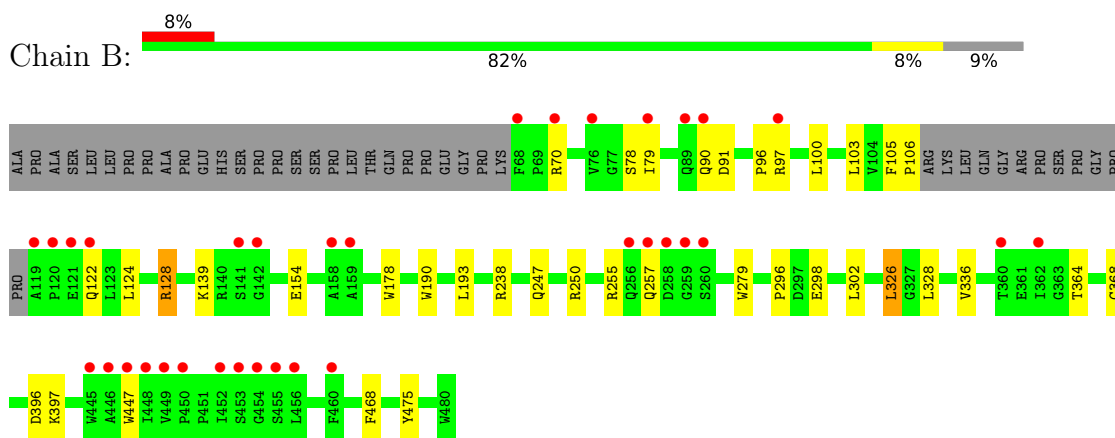 8%
Chain B:
82%
8%
9%
ALA PRO ALA SER LEU LEU PRO PRO ALA PRO GLU HIS SER PRO PRO SER SER PRO LEU THR GLN PRO PRO GLU GLY PRO LYS F68 P69 R70 V76 G77 S78 I79 Q89 Q90 D91 P96 R97 L100 L103 V104 F105 P106 ARG LYS LEU GLN GLY ARG PRO SER PRO GLY PRO
PRO A119 P120 E121 Q122 L123 L124 R128 K139 R140 S141 G142 E154 A158 A159 W178 W190 L193 R238 Q247 R250 R255 Q256 Q257 D258 G259 S260 W279 P296 D297 E298 L302 L326 G327 L328 V336 T360 E361 I362 G363 T364 G368
D396 K397 W445 A446 W447 I448 V449 P450 P451 I452 S453 G454 S455 L456 F460 F468 Y475 W480